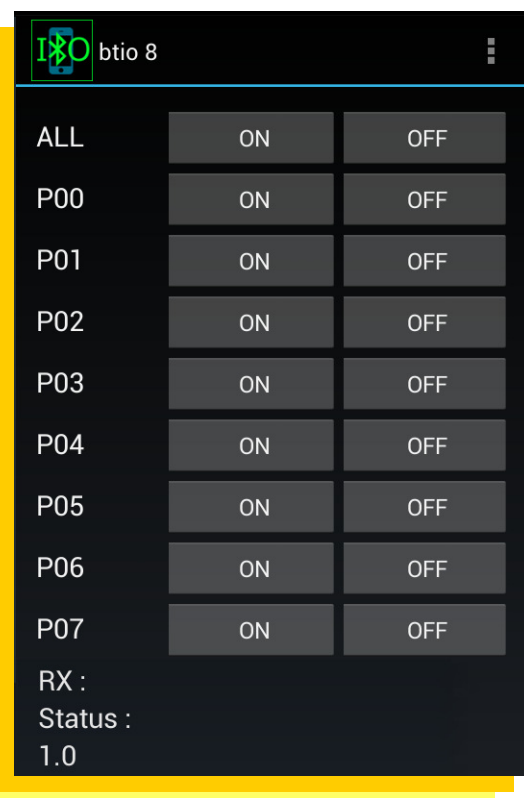 IO btio 8
ALL ON OFF
P00 ON OFF
P01 ON OFF
P02 ON OFF
P03 ON OFF
P04 ON OFF
P05 ON OFF
P06 ON OFF
P07 ON OFF
RX :
Status :
1.0